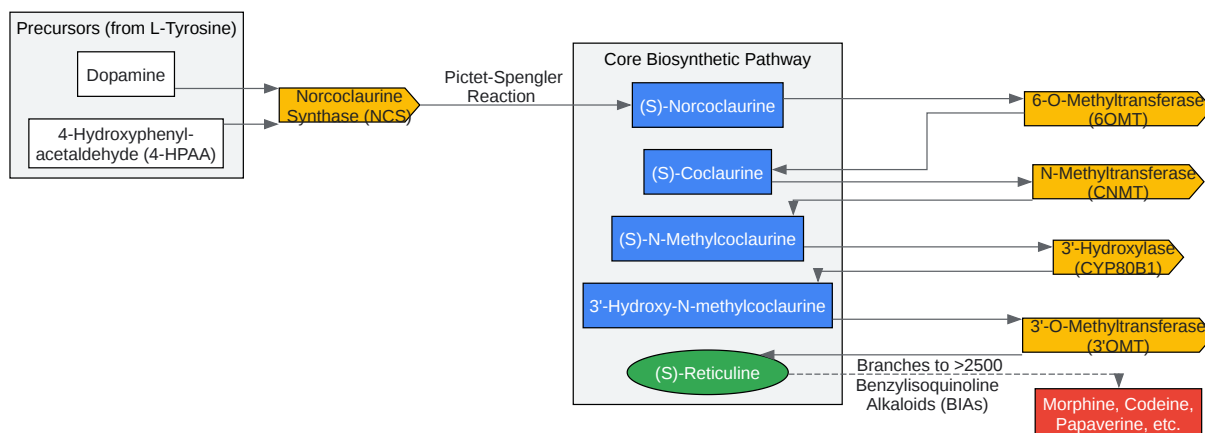 Precursors (from L-Tyrosine)
Dopamine
4-Hydroxyphenyl-
acetaldehyde (4-HPAA)
Norcoclaurine
Synthase (NCS)
Pictet-Spengler
Reaction
Core Biosynthetic Pathway
(S)-Norcoclaurine
6-O-Methyltransferase
(6OMT)
(S)-Coclaurine
N-Methyltransferase
(CNMT)
(S)-N-Methylcoclaurine
3'-Hydroxylase
(CYP80B1)
3'-Hydroxy-N-methylcoclaurine
3'-O-Methyltransferase
(3'OMT)
(S)-Reticuline
Branches to >2500
Benzylisoquinoline
Alkaloids (BIAs)
Morphine, Codeine,
Papaverine, etc.